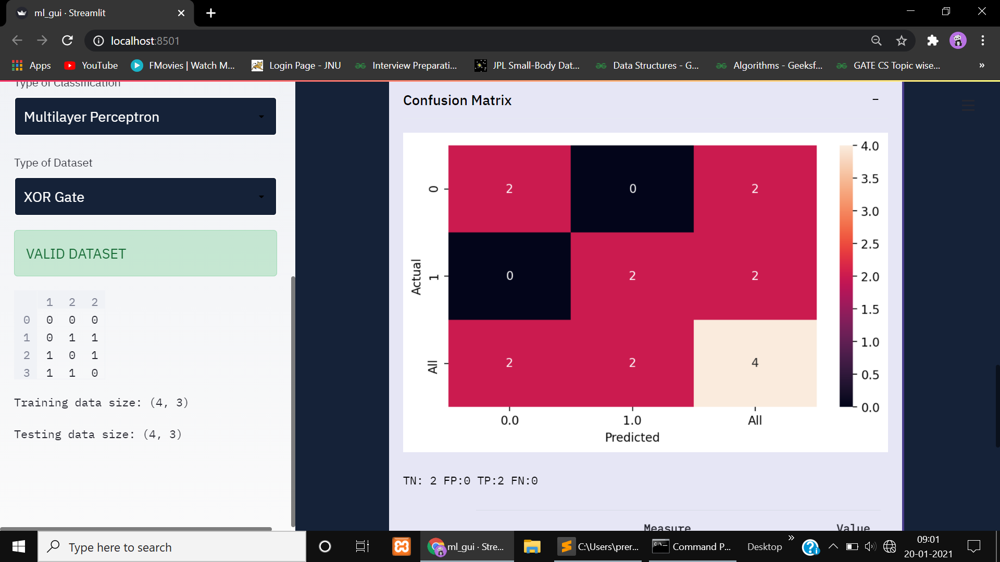 ml_gui · Streamlit
localhost:8501
Apps YouTube FMovies | Watch M... Login Page - JNU Interview Preparati... JPL Small-Body Dat... Data Structures - G... Algorithms - Geeksf... GATE CS Topic wise... »
Type of Classification
Multilayer Perceptron
Type of Dataset
XOR Gate
VALID DATASET
1 2 2
0 0 0 0
1 0 1 1
2 1 0 1
3 1 1 0
Training data size: (4, 3)
Testing data size: (4, 3)
Confusion Matrix
-
Actual
0 2 0 2
1 0 2 2
All 2 2 4
0.0 1.0 All
Predicted
4.0
3.5
3.0
2.5
2.0
1.5
1.0
0.5
0.0
TN: 2 FP:0 TP:2 FN:0
Measure Value
Type here to search
ml_gui · Stre...
C:\Users\prer...
Command P...
Desktop »
09:01
20-01-2021